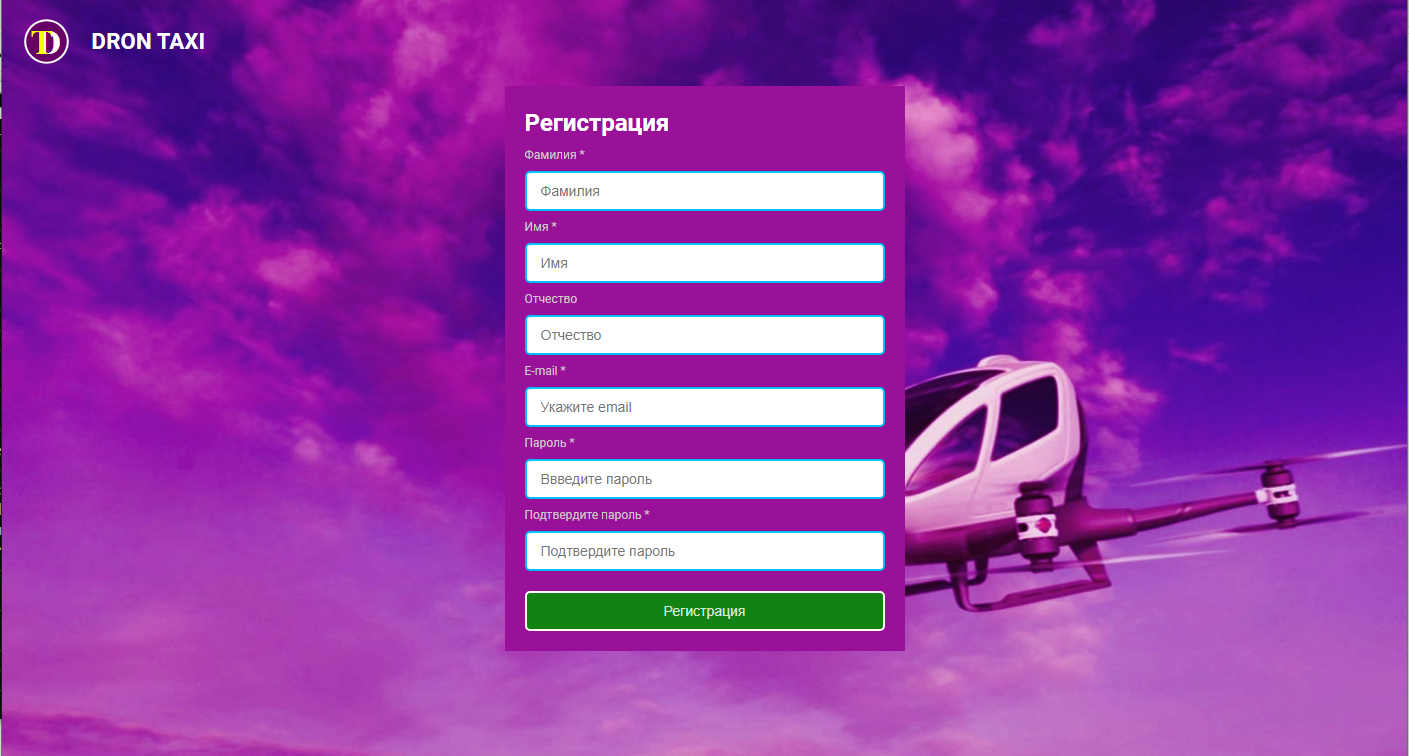 TD DRON TAXI
Регистрация
Фамилия *
Фамилия
Имя *
Имя
Отчество
Отчество
E-mail *
Укажите email
Пароль *
Ввведите пароль
Подтвердите пароль *
Подтвердите пароль
Регистрация